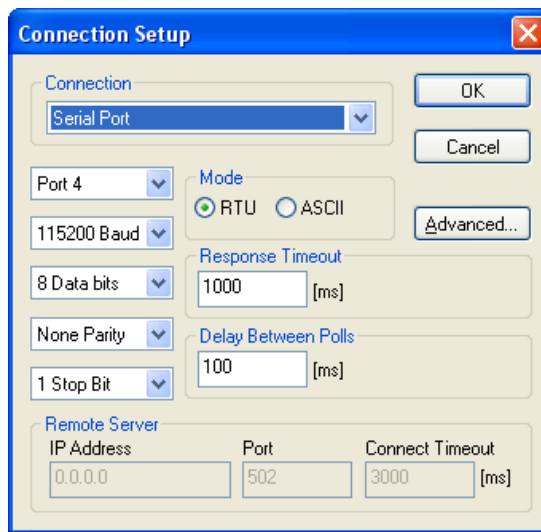 Connection Setup
Connection
OK
Serial Port
Cancel
Port 4
Mode
RTU ASCII
Advanced...
115200 Baud
Response Timeout
8 Data bits
1000 [ms]
None Parity
Delay Between Polls
100 [ms]
1 Stop Bit
Remote Server
IP Address Port Connect Timeout
0.0.0.0 502 3000 [ms]